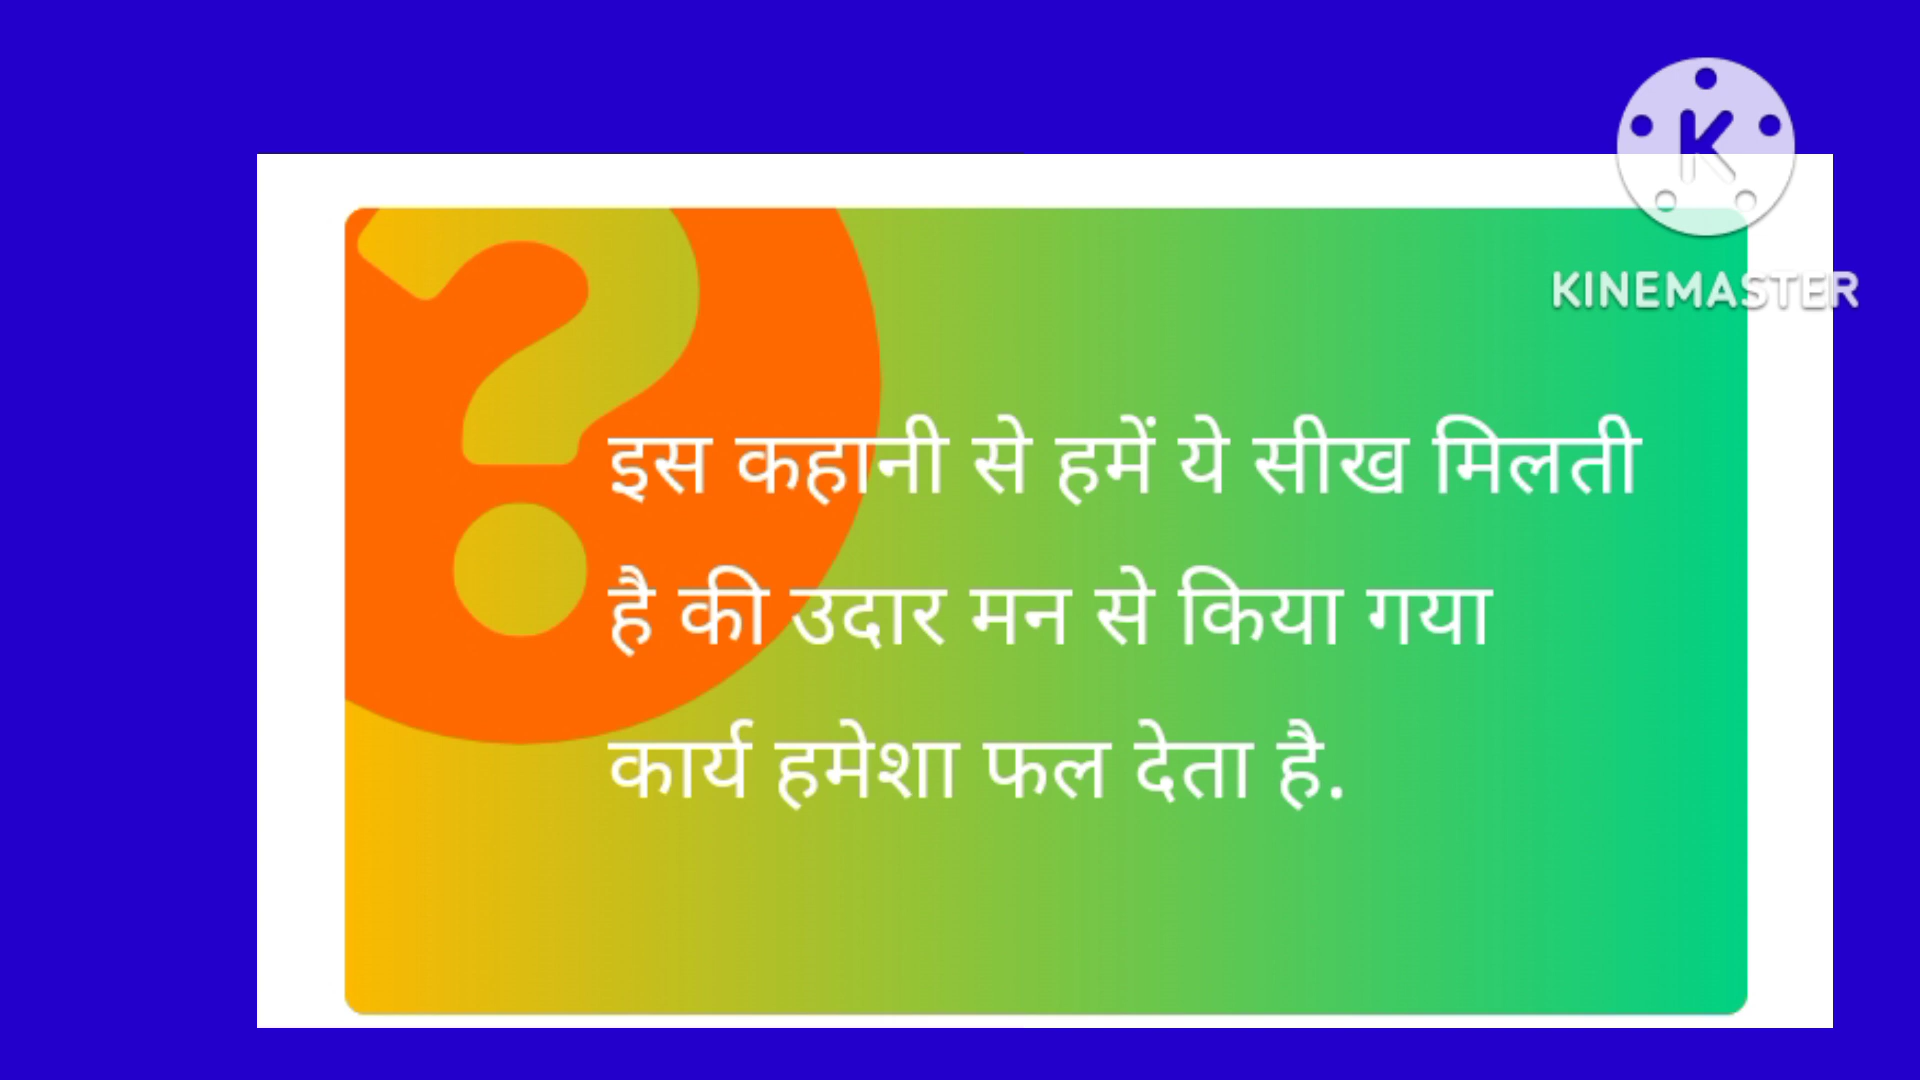 KINEMASTER
इस कहानी से हमें ये सीख मिलती
है की उदार मन से किया गया
कार्य हमेशा फल देता है.